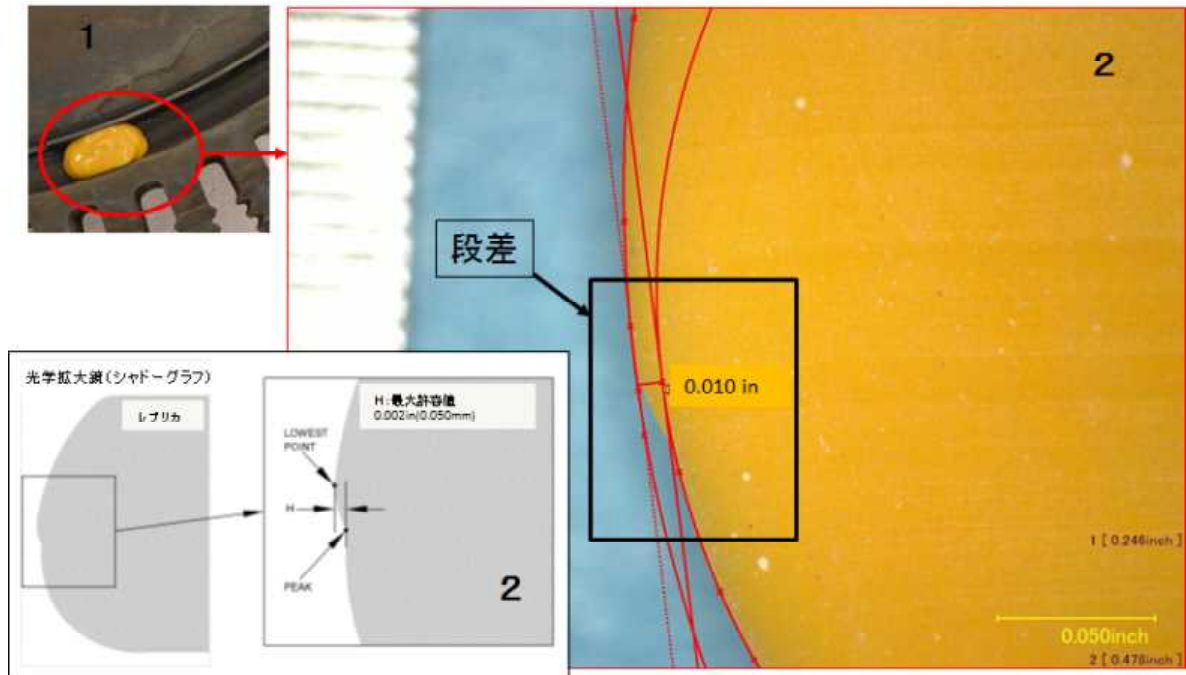 1
2
段差
0.010 in
1 [ 0.246inch ]
0.050inch
2 [ 0.476inch ]
光学拡大鏡(シャドーグラフ)
レプリカ
H:最大許容値
0.002in(0.050mm)
LOWEST
POINT
H
PEAK
2